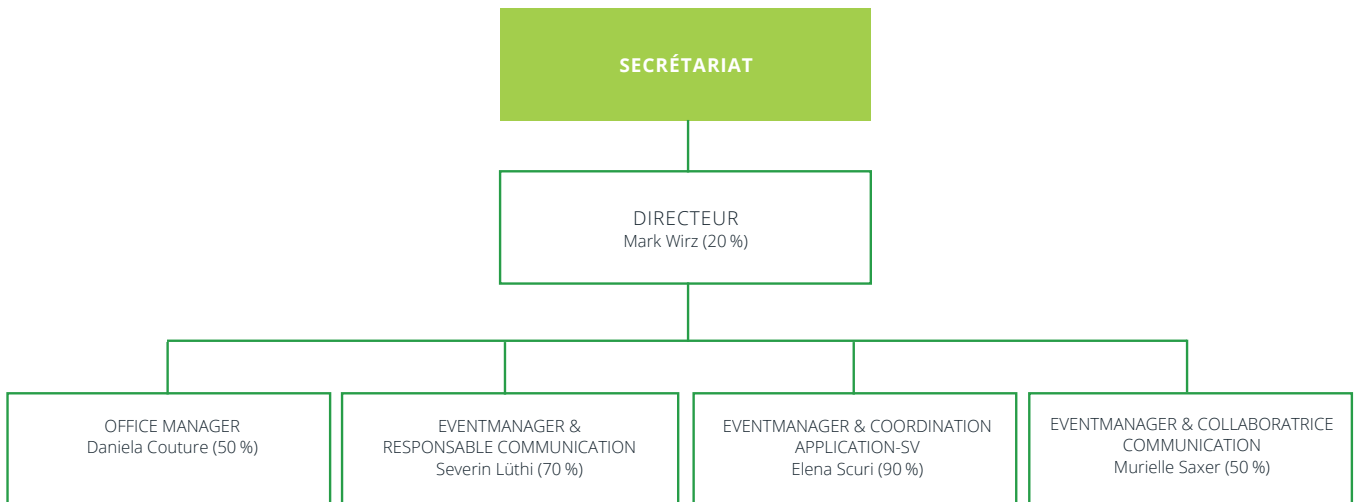 SECRÉTARIAT
DIRECTEUR
Mark Wirz (20 %)
OFFICE MANAGER
Daniela Couture (50 %)
EVENTMANAGER &
RESPONSABLE COMMUNICATION
Severin Lüthi (70 %)
EVENTMANAGER & COORDINATION
APPLICATION-SV
Elena Scuri (90 %)
EVENTMANAGER & COLLABORATRICE
COMMUNICATION
Murielle Saxer (50 %)